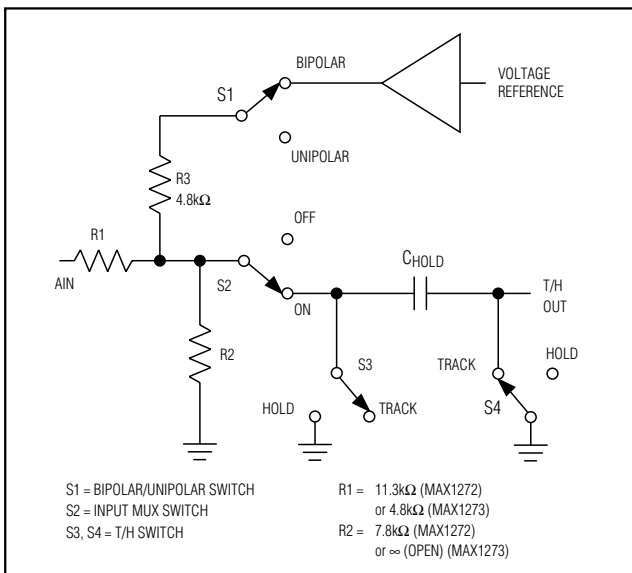 BIPOLAR
VOLTAGE
REFERENCE
S1
UNIPOLAR
R3
4.8kΩ
OFF
R1
AIN
S2
CHOLD
T/H
OUT
ON
R2
S3
TRACK
HOLD
HOLD
TRACK
S4
S1 = BIPOLAR/UNIPOLAR SWITCH
S2 = INPUT MUX SWITCH
S3, S4 = T/H SWITCH
R1 = 11.3kΩ (MAX1272)
or 4.8kΩ (MAX1273)
R2 = 7.8kΩ (MAX1272)
or ∞ (OPEN) (MAX1273)